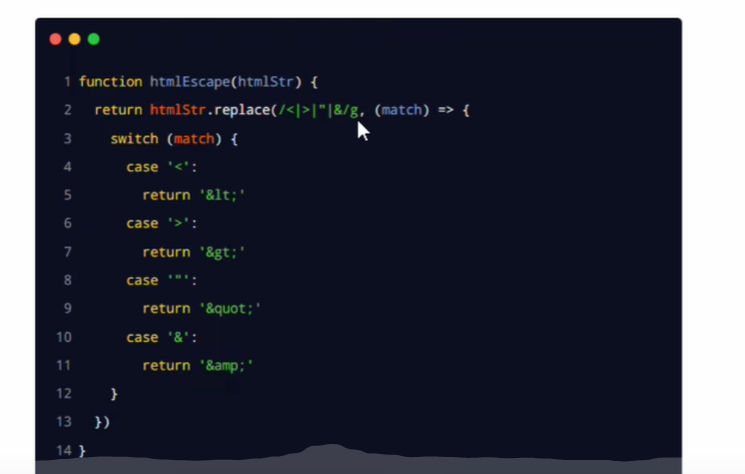 1 function htmlEscape(htmlStr) {
2 return htmlStr.replace(/<|>|"|&/g, (match) => {
3 switch (match) {
4 case '<':
5 return '&lt;'
6 case '>':
7 return '&gt;'
8 case '"':
9 return '&quot;'
10 case '&':
11 return '&amp;'
12 }
13 })
14 }